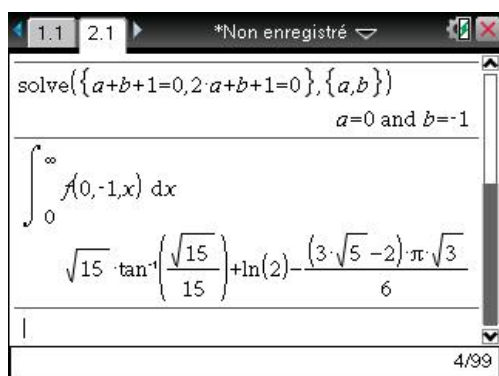 1.1 2.1 *Non enregistré
solve({a+b+1=0,2·a+b+1=0},{a,b})
a=0 and b=-1
∫₀^∞ f(0,-1,x) dx
√15·tan⁻¹(√15/15)+ln(2)-((3·√5-2)·π·√3)/6
4/99